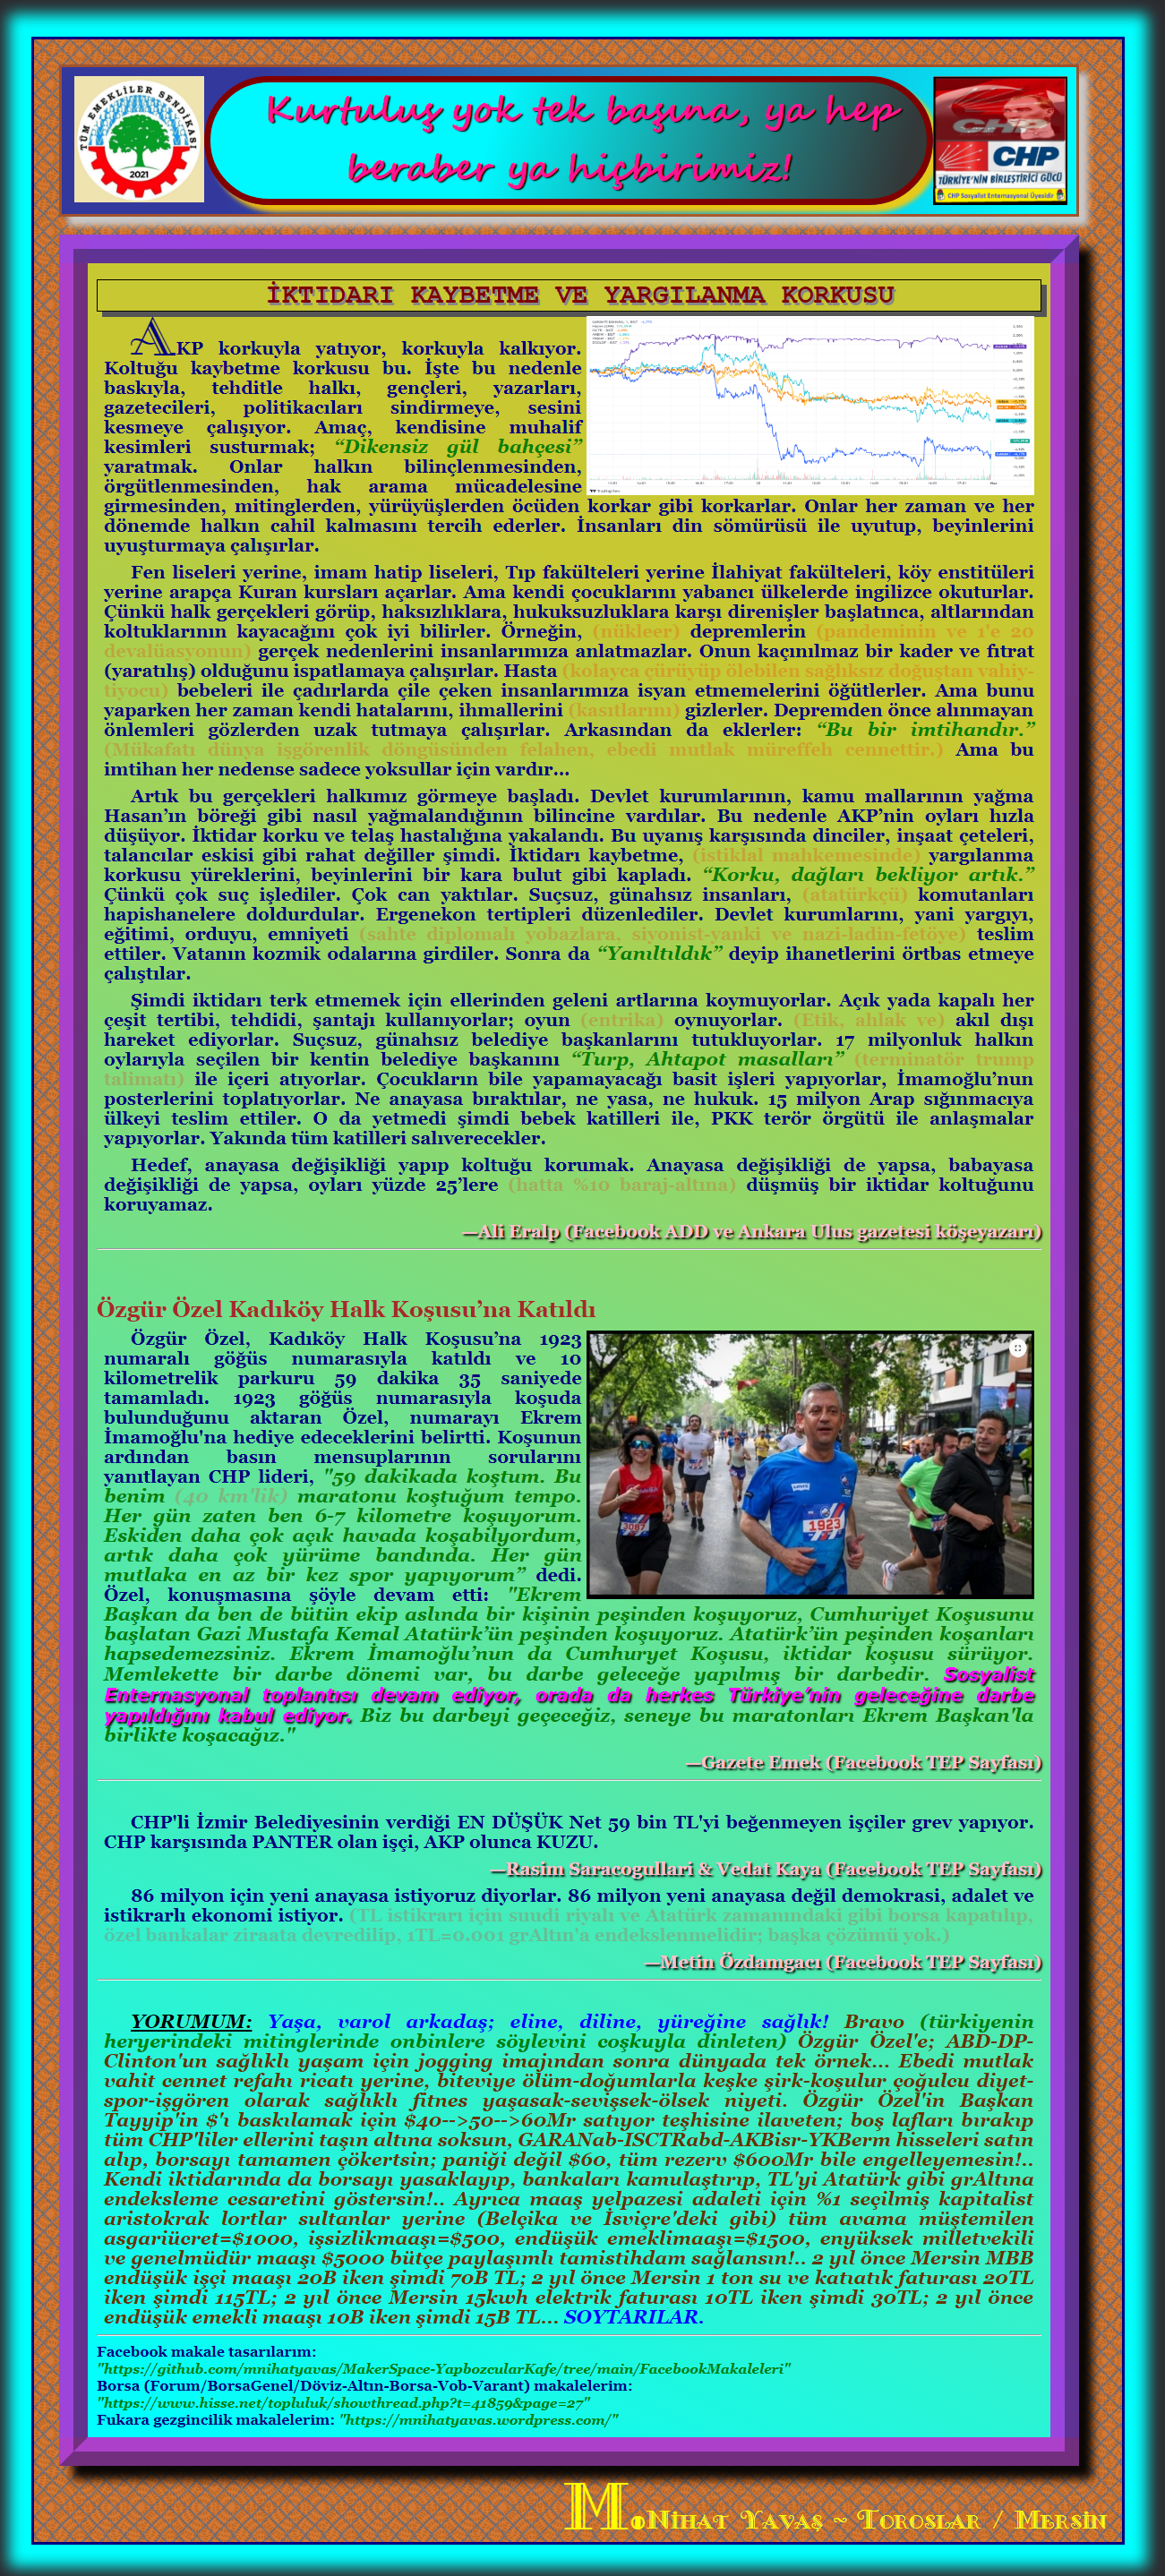 TÜM EMEKLİLER SENDİKASI
2021
Kurtuluş yok tek başına, ya hep
beraber ya hiçbirimiz!
CHP
CHP
TÜRKİYE'NİN BİRLEŞTİRİCİ GÜCÜ
CHP Sosyalist Enternasyonal Üyesidir
İKTIDARI KAYBETME VE YARGILANMA KORKUSU
AKP korkuyla yatıyor, korkuyla kalkıyor.
Koltuğu kaybetme korkusu bu. İşte bu nedenle
baskıyla, tehditle halkı, gençleri, yazarları,
gazetecileri, politikacıları sindirmeye, sesini
kesmeye çalışıyor. Amaç, kendisine muhalif
kesimleri susturmak; “Dikensiz gül bahçesi”
yaratmak. Onlar halkın bilinçlenmesinden,
örgütlenmesinden, hak arama mücadelesine
girmesinden, mitinglerden, yürüyüşlerden öcüden korkar gibi korkarlar. Onlar her zaman ve her
dönemde halkın cahil kalmasını tercih ederler. İnsanları din sömürüsü ile uyutup, beyinlerini
uyuşturmaya çalışırlar.
Fen liseleri yerine, imam hatip liseleri, Tıp fakülteleri yerine İlahiyat fakülteleri, köy enstitüleri
yerine arapça Kuran kursları açarlar. Ama kendi çocuklarını yabancı ülkelerde ingilizce okuturlar.
Çünkü halk gerçekleri görüp, haksızlıklara, hukuksuzluklara karşı direnişler başlatınca, altlarından
koltuklarının kayacağını çok iyi bilirler. Örneğin, (nükleer) depremlerin (pandeminin ve 1'e 20
devalüasyonun) gerçek nedenlerini insanlarımıza anlatmazlar. Onun kaçınılmaz bir kader ve fıtrat
(yaratılış) olduğunu ispatlamaya çalışırlar. Hasta (kolayca çürüyüp ölebilen sağlıksız doğuştan vahiy-
tiyocu) bebeleri ile çadırlarda çile çeken insanlarımıza isyan etmemelerini öğütlerler. Ama bunu
yaparken her zaman kendi hatalarını, ihmallerini (kasıtlarını) gizlerler. Depremden önce alınmayan
önlemleri gözlerden uzak tutmaya çalışırlar. Arkasından da eklerler: “Bu bir imtihandır.”
(Mükafatı dünya işgörenlik döngüsünden felahen, ebedi mutlak müreffeh cennettir.) Ama bu
imtihan her nedense sadece yoksullar için vardır...
Artık bu gerçekleri halkımız görmeye başladı. Devlet kurumlarının, kamu mallarının yağma
Hasan’ın böreği gibi nasıl yağmalandığının bilincine vardılar. Bu nedenle AKP’nin oyları hızla
düşüyor. İktidar korku ve telaş hastalığına yakalandı. Bu uyanış karşısında dinciler, inşaat çeteleri,
talancılar eskisi gibi rahat değiller şimdi. İktidarı kaybetme, (istiklal mahkemesinde) yargılanma
korkusu yüreklerini, beyinlerini bir kara bulut gibi kapladı. “Korku, dağları bekliyor artık.”
Çünkü çok suç işlediler. Çok can yaktılar. Suçsuz, günahsız insanları, (atatürkçü) komutanları
hapishanelere doldurdular. Ergenekon tertipleri düzenlediler. Devlet kurumlarını, yani yargıyı,
eğitimi, orduyu, emniyeti (sahte diplomalı yobazlara, siyonist-yanki ve nazi-ladin-fetöye) teslim
ettiler. Vatanın kozmik odalarına girdiler. Sonra da “Yanıltıldık” deyip ihanetlerini örtbas etmeye
çalıştılar.
Şimdi iktidarı terk etmemek için ellerinden geleni artlarına koymuyorlar. Açık yada kapalı her
çeşit tertibi, tehdidi, şantajı kullanıyorlar; oyun (entrika) oynuyorlar. (Etik, ahlak ve) akıl dışı
hareket ediyorlar. Suçsuz, günahsız belediye başkanlarını tutukluyorlar. 17 milyonluk halkın
oylarıyla seçilen bir kentin belediye başkanını “Turp, Ahtapot masalları” (terminatör trump
talimatı) ile içeri atıyorlar. Çocukların bile yapamayacağı basit işleri yapıyorlar, İmamoğlu’nun
posterlerini toplatıyorlar. Ne anayasa bıraktılar, ne yasa, ne hukuk. 15 milyon Arap sığınmacıya
ülkeyi teslim ettiler. O da yetmedi şimdi bebek katilleri ile, PKK terör örgütü ile anlaşmalar
yapıyorlar. Yakında tüm katilleri salıverecekler.
Hedef, anayasa değişikliği yapıp koltuğu korumak. Anayasa değişikliği de yapsa, babayasa
değişikliği de yapsa, oyları yüzde 25’lere (hatta %10 baraj-altına) düşmüş bir iktidar koltuğunu
koruyamaz.
—Ali Eralp (Facebook ADD ve Ankara Ulus gazetesi köşeyazarı)
Özgür Özel Kadıköy Halk Koşusu’na Katıldı
Özgür Özel, Kadıköy Halk Koşusu’na 1923
numaralı göğüs numarasıyla katıldı ve 10
kilometrelik parkuru 59 dakika 35 saniyede
tamamladı. 1923 göğüs numarasıyla koşuda
bulunduğunu aktaran Özel, numarayı Ekrem
İmamoğlu'na hediye edeceklerini belirtti. Koşunun
ardından basın mensuplarının sorularını
yanıtlayan CHP lideri, "59 dakikada koştum. Bu
benim (40 km'lik) maratonu koştuğum tempo.
Her gün zaten ben 6-7 kilometre koşuyorum.
Eskiden daha çok açık havada koşabilyordum,
artık daha çok yürüme bandında. Her gün
mutlaka en az bir kez spor yapıyorum” dedi.
Özel, konuşmasına şöyle devam etti: "Ekrem
Başkan da ben de bütün ekip aslında bir kişinin peşinden koşuyoruz, Cumhuriyet Koşusunu
başlatan Gazi Mustafa Kemal Atatürk’ün peşinden koşuyoruz. Atatürk’ün peşinden koşanları
hapsedemezsiniz. Ekrem İmamoğlu’nun da Cumhuryet Koşusu, iktidar koşusu sürüyor.
Memlekette bir darbe dönemi var, bu darbe geleceğe yapılmış bir darbedir. Sosyalist
Enternasyonal toplantısı devam ediyor, orada da herkes Türkiye’nin geleceğine darbe
yapıldığını kabul ediyor. Biz bu darbeyi geçeceğiz, seneye bu maratonları Ekrem Başkan'la
birlikte koşacağız."
3087
1923
—Gazete Emek (Facebook TEP Sayfası)
CHP'li İzmir Belediyesinin verdiği EN DÜŞÜK Net 59 bin TL'yi beğenmeyen işçiler grev yapıyor.
CHP karşısında PANTER olan işçi, AKP olunca KUZU.
—Rasim Saracogullari & Vedat Kaya (Facebook TEP Sayfası)
86 milyon için yeni anayasa istiyoruz diyorlar. 86 milyon yeni anayasa değil demokrasi, adalet ve
istikrarlı ekonomi istiyor. (TL istikrarı için suudi riyalı ve Atatürk zamanındaki gibi borsa kapatılıp,
özel bankalar ziraata devredilip, 1TL=0.001 grAltın'a endekslenmelidir; başka çözümü yok.)
—Metin Özdamgacı (Facebook TEP Sayfası)
YORUMUM: Yaşa, varol arkadaş; eline, diline, yüreğine sağlık! Bravo (türkiyenin
heryerindeki mitinglerinde onbinlere söylevini coşkuyla dinleten) Özgür Özel'e; ABD-DP-
Clinton'un sağlıklı yaşam için jogging imajından sonra dünyada tek örnek... Ebedi mutlak
vahit cennet refahı ricatı yerine, biteviye ölüm-doğumlarla keşke şirk-koşulur çoğulcu diyet-
spor-işgören olarak sağlıklı fitnes yaşasak-sevişsek-ölsek niyeti. Özgür Özel'in Başkan
Tayyip'in $'ı baskılamak için $40-->50-->60Mr satıyor teşhisine ilaveten; boş lafları bırakıp
tüm CHP'liler ellerini taşın altına soksun, GARANab-ISCTRabd-AKBisr-YKBerm hisseleri satın
alıp, borsayı tamamen çökertsin; paniği değil $60, tüm rezerv $600Mr bile engelleyemesin!..
Kendi iktidarında da borsayı yasaklayıp, bankaları kamulaştırıp, TL'yi Atatürk gibi grAltına
endeksleme cesaretini göstersin!.. Ayrıca maaş yelpazesi adaleti için %1 seçilmiş kapitalist
aristokrak lortlar sultanlar yerine (Belçika ve İsviçre'deki gibi) tüm avama müştemilen
asgariücret=$1000, işsizlikmaaşı=$500, endüşük emeklimaaşı=$1500, enyüksek milletvekili
ve genelmüdür maaşı $5000 bütçe paylaşımlı tamistihdam sağlansın!.. 2 yıl önce Mersin MBB
endüşük işçi maaşı 20B iken şimdi 70B TL; 2 yıl önce Mersin 1 ton su ve katıatık faturası 20TL
iken şimdi 115TL; 2 yıl önce Mersin 15kwh elektrik faturası 10TL iken şimdi 30TL; 2 yıl önce
endüşük emekli maaşı 10B iken şimdi 15B TL... SOYTARILAR.
Facebook makale tasarılarım:
"https://github.com/mnihatyavas/MakerSpace-YapbozcularKafe/tree/main/FacebookMakaleleri"
Borsa (Forum/BorsaGenel/Döviz-Altın-Borsa-Vob-Varant) makalelerim:
"https://www.hisse.net/topluluk/showthread.php?t=41859&page=27"
Fukara gezgincilik makalelerim: "https://mnihatyavas.wordpress.com/"
M.Nihat Yavaş ~ Toroslar / Mersin